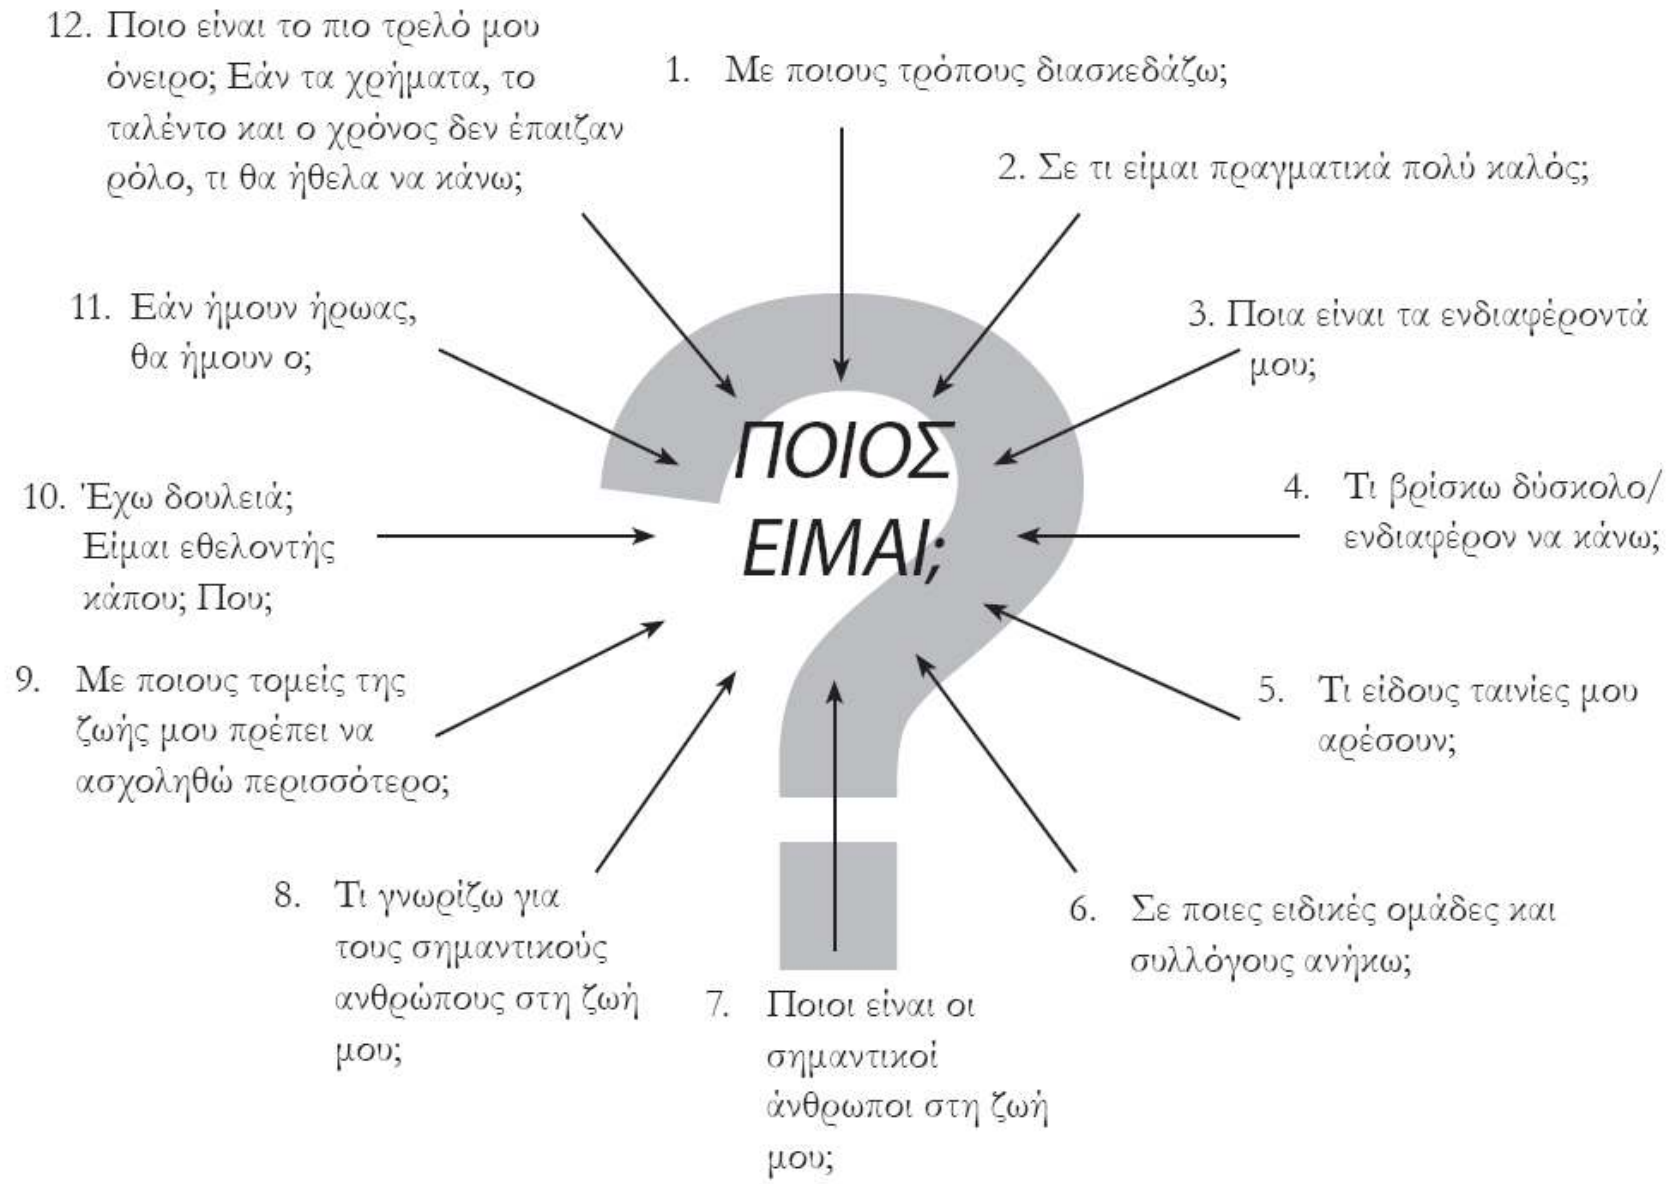 12. Ποιο είναι το πιο τρελό μου
όνειρο; Εάν τα χρήματα, το
ταλέντο και ο χρόνος δεν έπαιζαν
ρόλο, τι θα ήθελα να κάνω;
1. Με ποιους τρόπους διασκεδάζω;
2. Σε τι είμαι πραγματικά πολύ καλός;
3. Ποια είναι τα ενδιαφέροντά
μου;
4. Τι βρίσκω δύσκολο/
ενδιαφέρον να κάνω;
5. Τι είδους ταινίες μου
αρέσουν;
6. Σε ποιες ειδικές ομάδες και
συλλόγους ανήκω;
7. Ποιοι είναι οι
σημαντικοί
άνθρωποι στη ζωή
μου;
8. Τι γνωρίζω για
τους σημαντικούς
ανθρώπους στη ζωή
μου;
9. Με ποιους τομείς της
ζωής μου πρέπει να
ασχοληθώ περισσότερο;
10. Έχω δουλειά;
Είμαι εθελοντής
κάπου; Που;
11. Εάν ήμουν ήρωας,
θα ήμουν ο;
ΠΟΙΟΣ
ΕΙΜΑΙ;